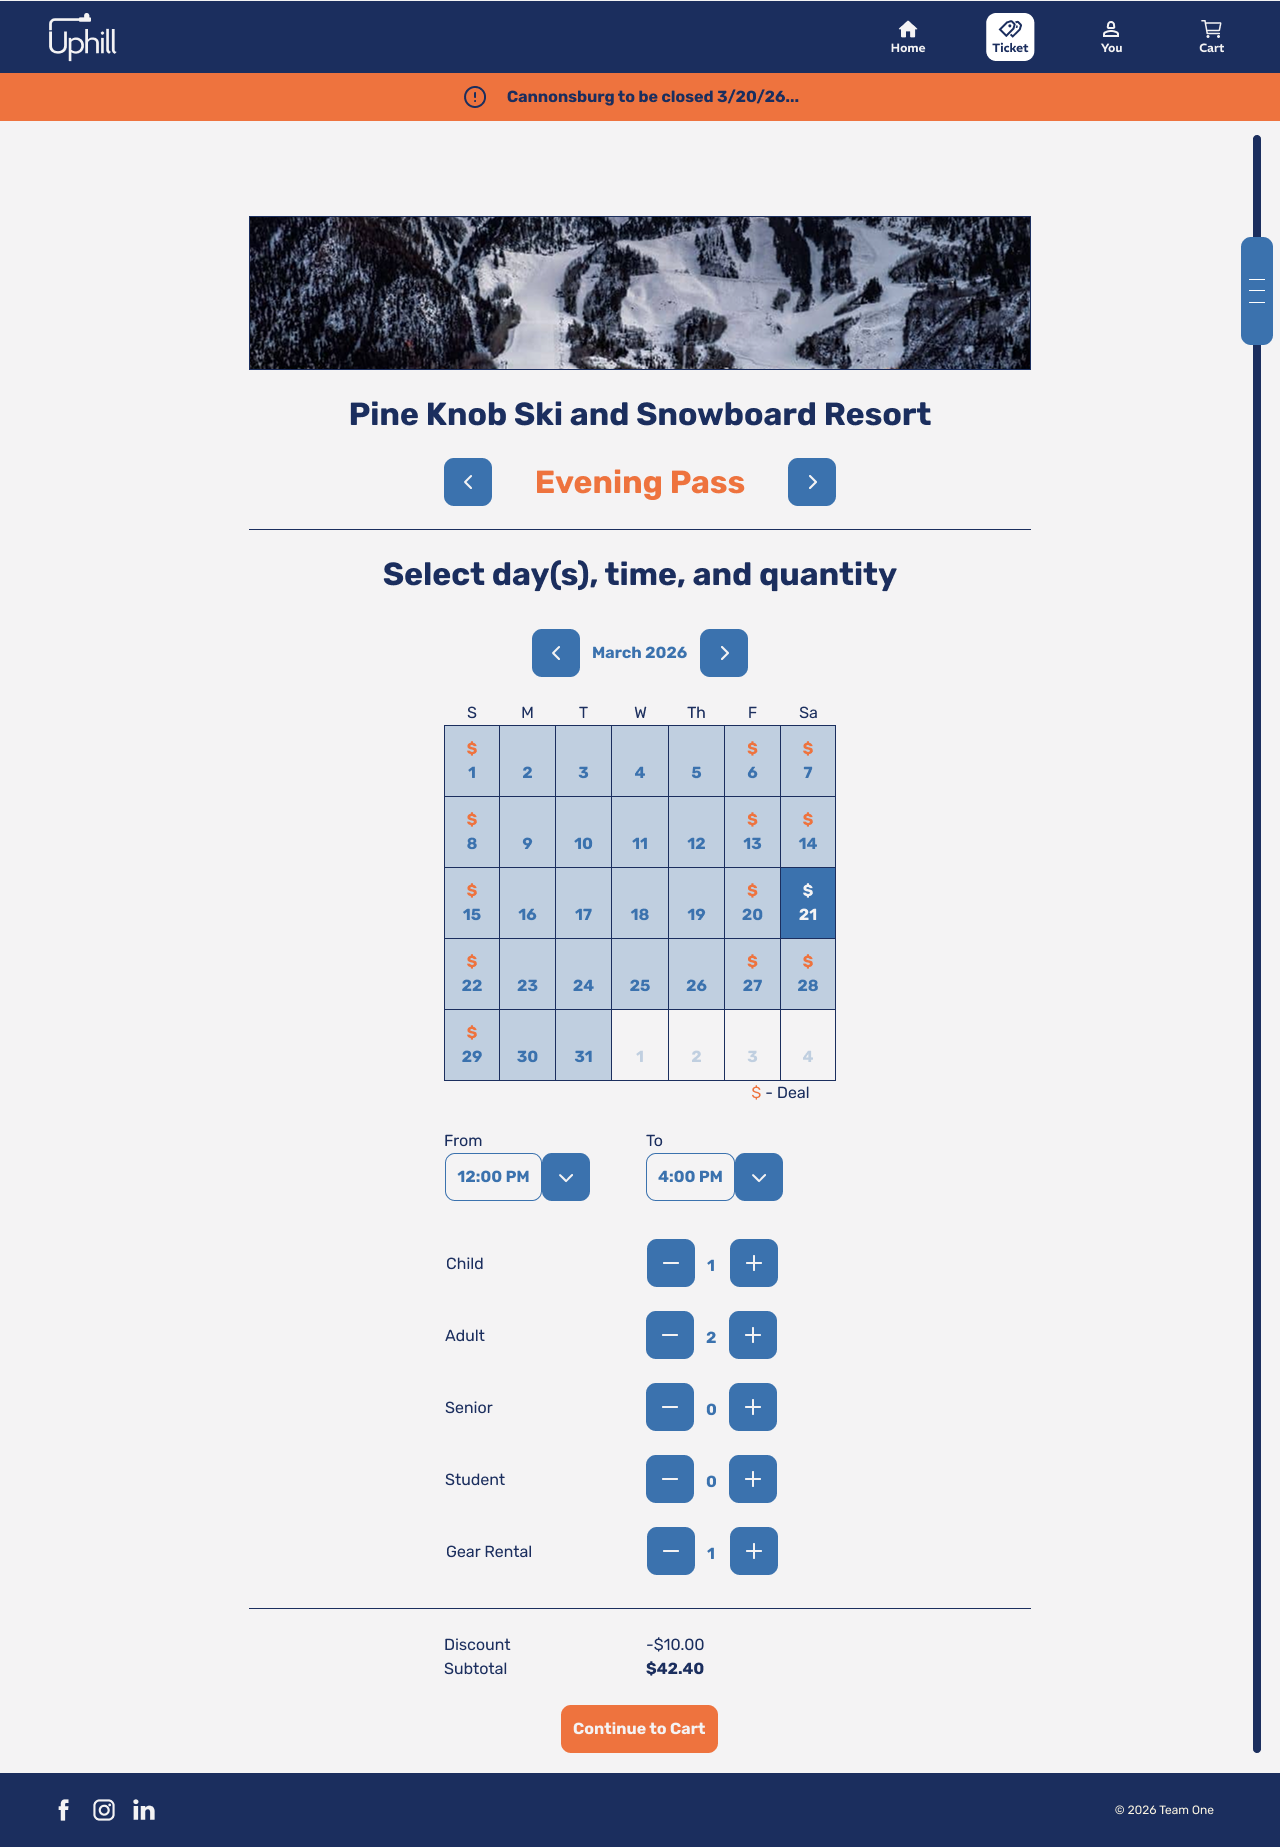 Uphill
Home Ticket You Cart
Cannonsburg to be closed 3/20/26...
Pine Knob Ski and Snowboard Resort
Evening Pass
Select day(s), time, and quantity
March 2026
S M T W Th F Sa
$ $ $
1 2 3 4 5 6 7
$ $ $
8 9 10 11 12 13 14
$ $ $
15 16 17 18 19 20 21
$ $ $
22 23 24 25 26 27 28
$
29 30 31 1 2 3 4
$ - Deal
From To
12:00 PM 4:00 PM
Child 1
Adult 2
Senior 0
Student 0
Gear Rental 1
Discount -$10.00
Subtotal $42.40
Continue to Cart
© 2026 Team One